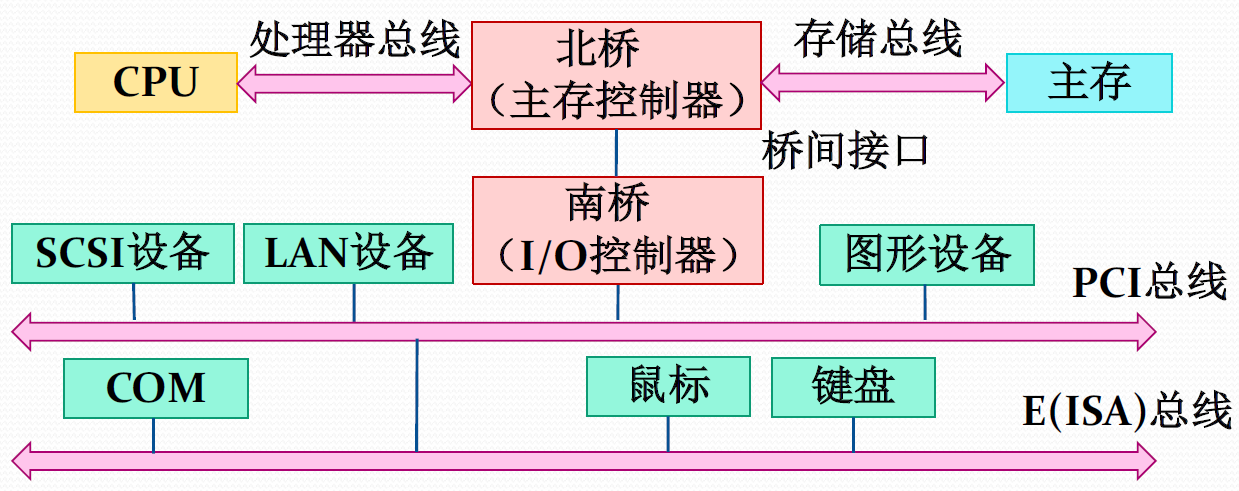 处理器总线
存储总线
CPU
北桥
（主存控制器）
主存
桥间接口
南桥
（I/O控制器）
SCSI设备
LAN设备
图形设备
PCI总线
COM
鼠标
键盘
E(ISA)总线